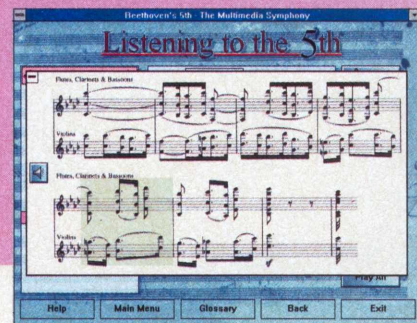 Beethoven's 5th - The Multimedia Symphony
Listening to the 5th
Flutes, Clarinets & Bassoons
Violins
Flutes, Clarinets & Bassoons
Violins
Play All
Help Main Menu Glossary Back Exit